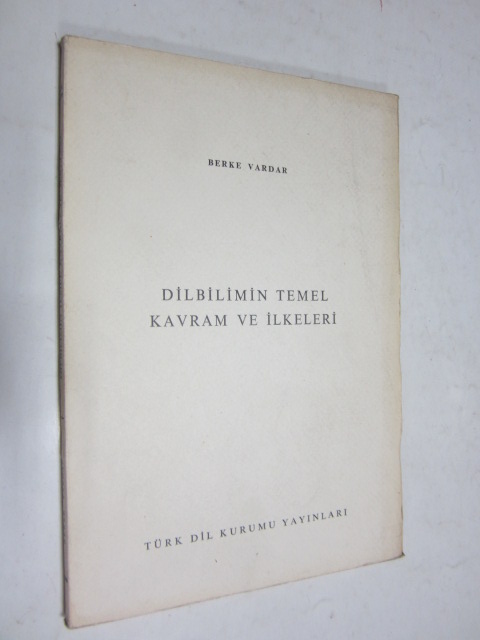 BERKE VARDAR
DİLBİLİMİN TEMEL
KAVRAM VE İLKELERİ
TÜRK DİL KURUMU YAYINLARI